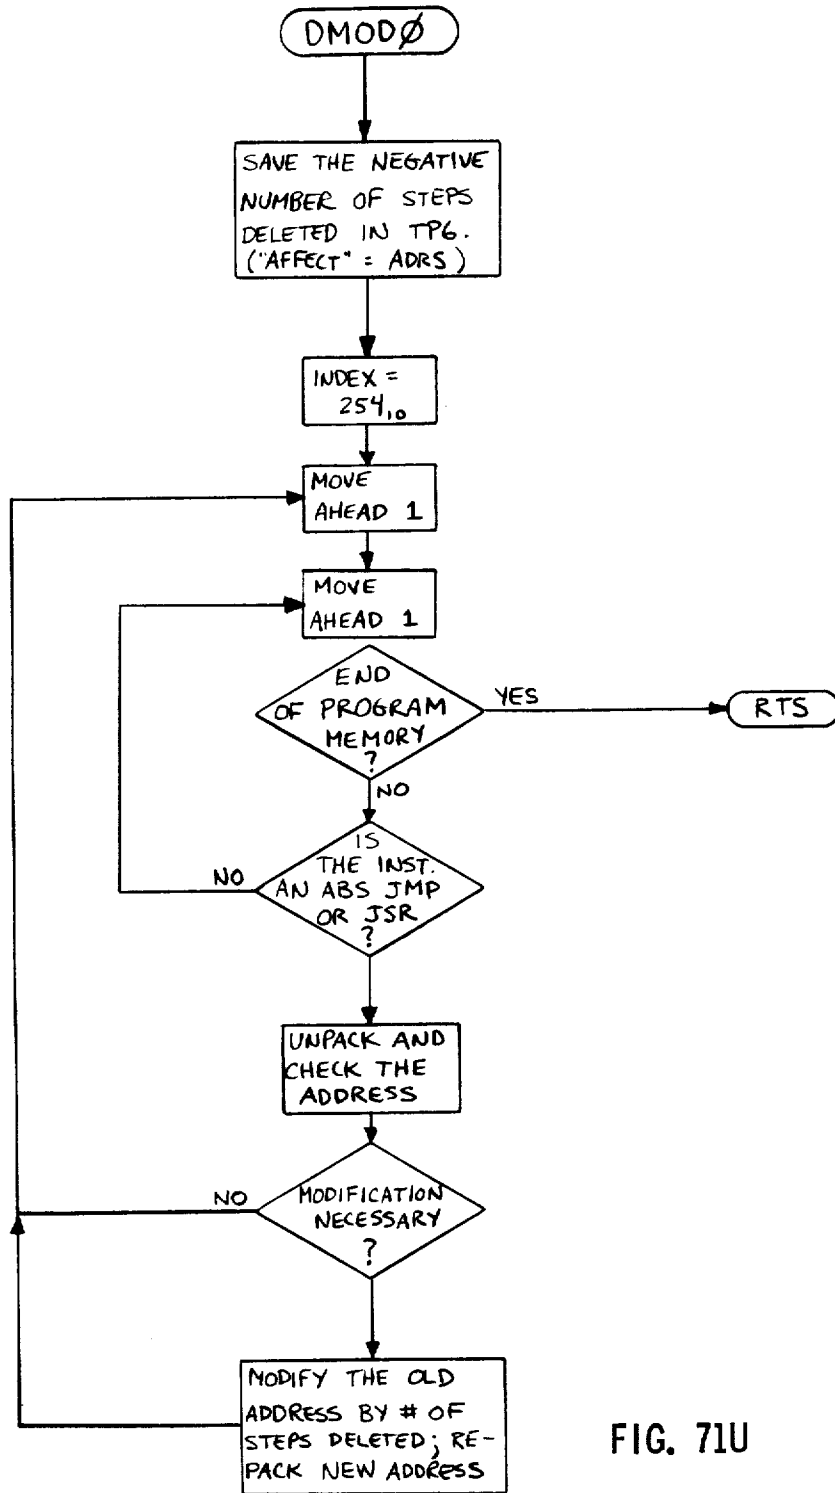 DMODØ
SAVE THE NEGATIVE
NUMBER OF STEPS
DELETED IN TP6.
("AFFECT" = ADRS)
INDEX =
254₁₀
MOVE
AHEAD 1
MOVE
AHEAD 1
END
OF PROGRAM
MEMORY
?
YES
RTS
NO
IS
THE INST.
AN ABS JMP
OR JSR
?
NO
UNPACK AND
CHECK THE
ADDRESS
MODIFICATION
NECESSARY
?
NO
MODIFY THE OLD
ADDRESS BY # OF
STEPS DELETED; RE-
PACK NEW ADDRESS
FIG. 71U